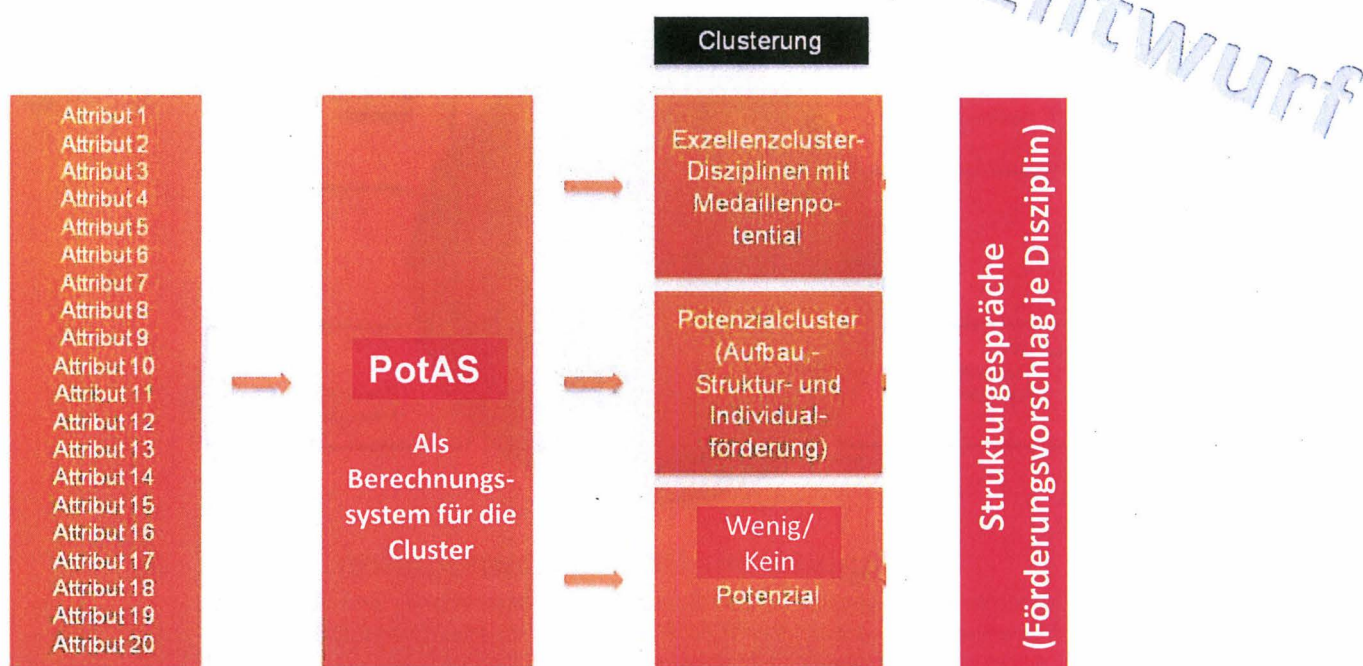 Entwurf
Clusterung
Attribut 1
Attribut 2
Attribut 3
Attribut 4
Attribut 5
Attribut 6
Attribut 7
Attribut 8
Attribut 9
Attribut 10
Attribut 11
Attribut 12
Attribut 13
Attribut 14
Attribut 15
Attribut 16
Attribut 17
Attribut 18
Attribut 19
Attribut 20
PotAS
Als
Berechnungs-
system für die
Cluster
Exzellenzcluster-
Disziplinen mit
Medaillenpo-
tential
Potenzialcluster
(Aufbau,-
Struktur- und
Individual-
förderung)
Wenig/
Kein
Potenzial
Strukturgespräche
(Förderungsvorschlag je Disziplin)